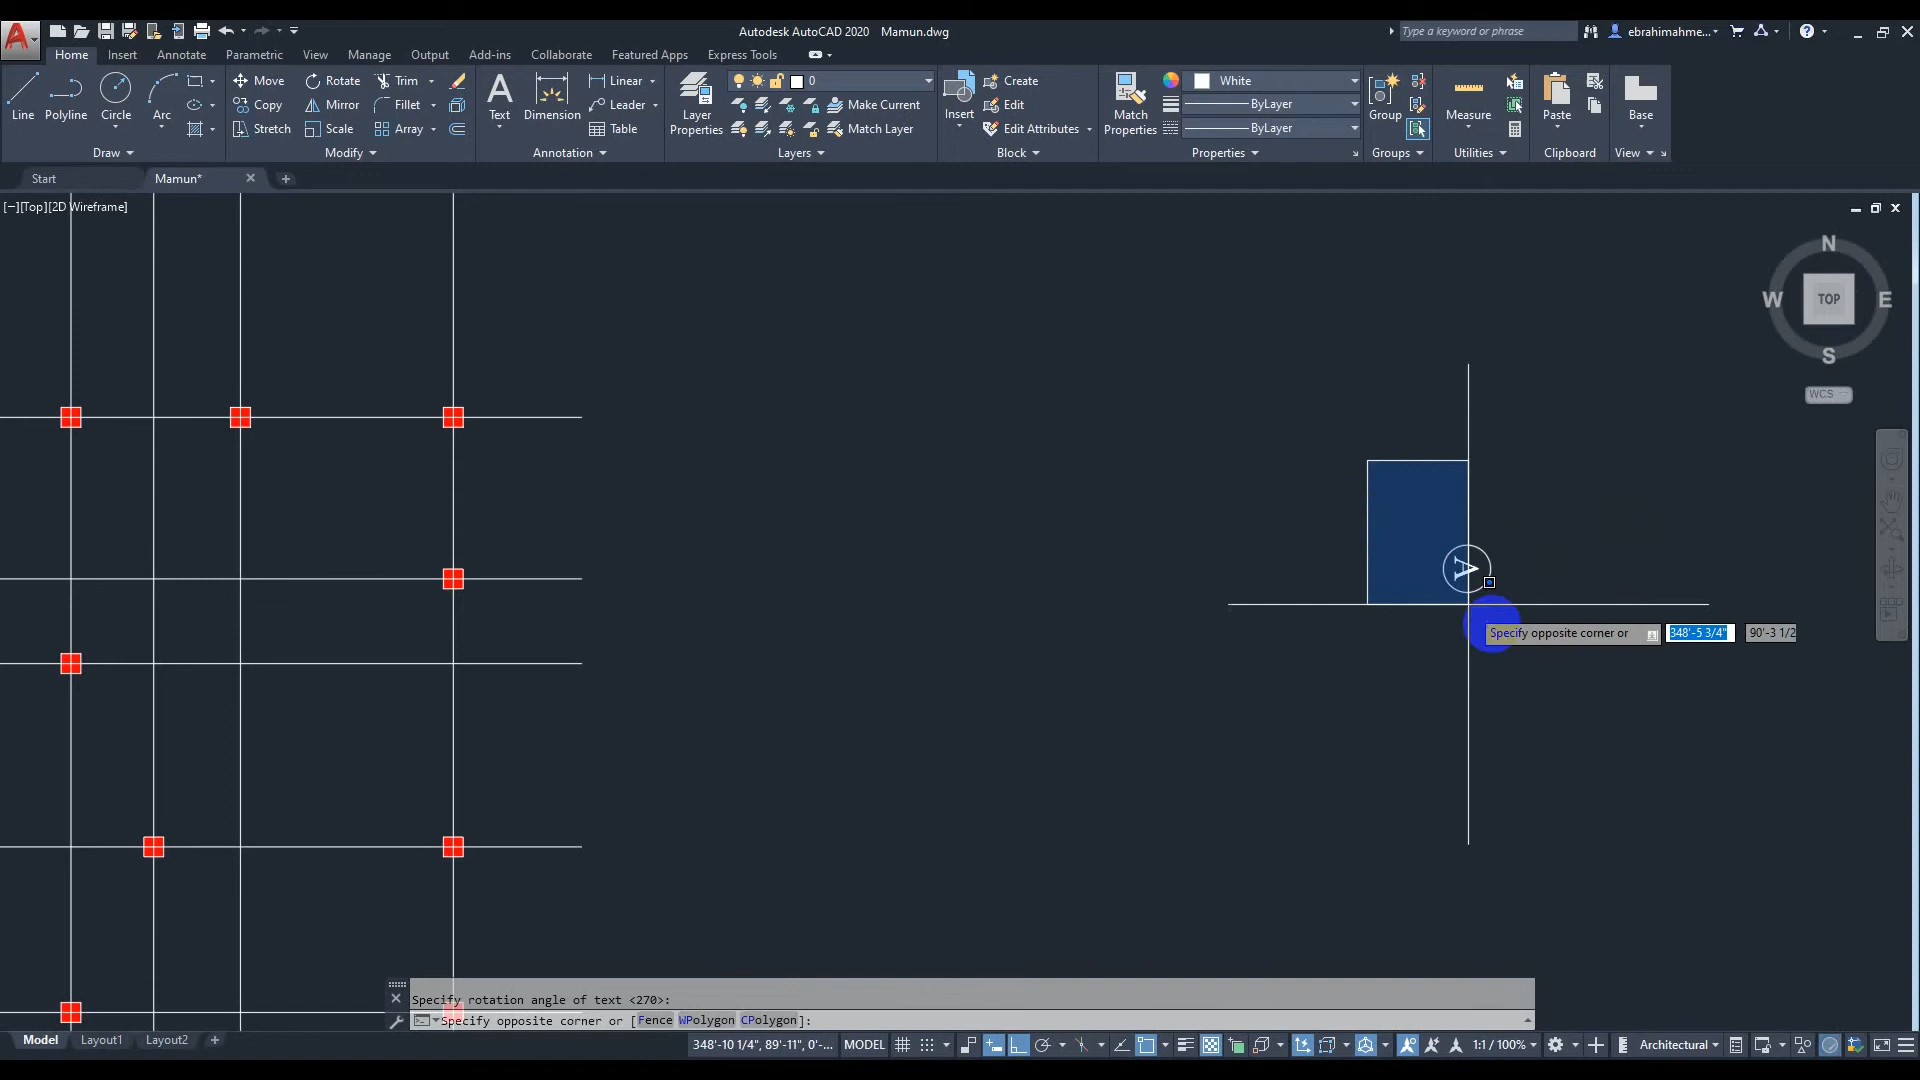 Autodesk AutoCAD 2020 Mamun.dwg
Type a keyword or phrase
ebrahimahme...
Home Insert Annotate Parametric View Manage Output Add-ins Collaborate Featured Apps Express Tools
Line Polyline Circle Arc
Move Rotate Trim
Copy Mirror Fillet
Stretch Scale Array
Text Dimension
Linear
Leader
Table
Layer Properties
0
Make Current
Match Layer
Insert
Create
Edit
Edit Attributes
Match Properties
White
ByLayer
ByLayer
Group
Measure
Paste
Base
Draw Modify Annotation Layers Block Properties Groups Utilities Clipboard View
Start Mamun*
[−][Top][2D Wireframe]
N
W TOP E
S
WCS
A
Specify opposite corner or 348'-5 3/4" 90'-3 1/2
Specify rotation angle of text <270>:
Specify opposite corner or [Fence WPolygon CPolygon]:
Model Layout1 Layout2
348'-10 1/4", 89'-11", 0'-... MODEL 1:1 / 100% Architectural